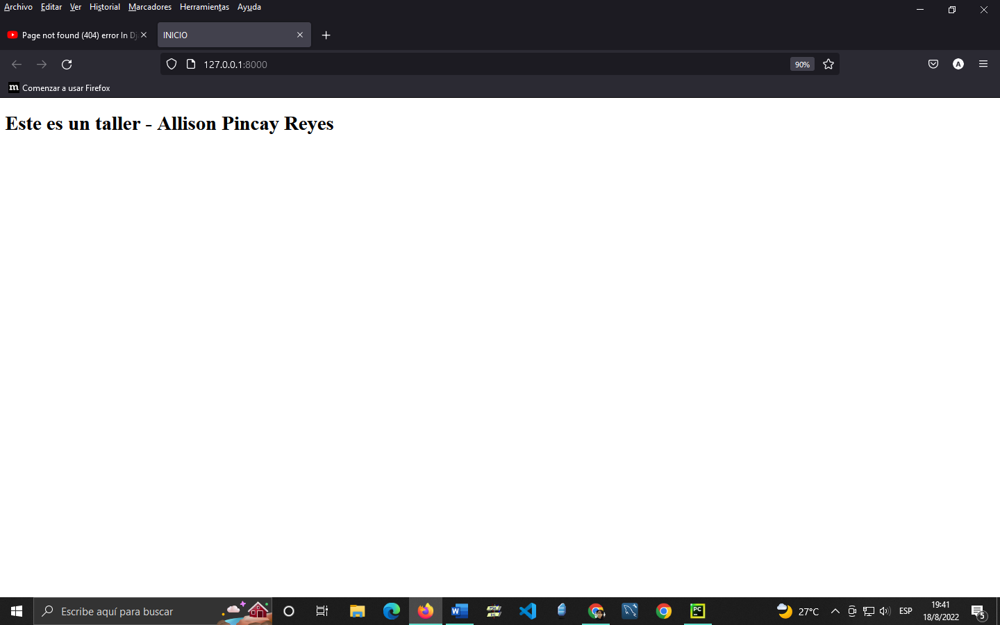 Archivo Editar Ver Historial Marcadores Herramientas Ayuda
Page not found (404) error In Dj
INICIO
127.0.0.1:8000
90%
A
m Comenzar a usar Firefox
Este es un taller - Allison Pincay Reyes
Escribe aquí para buscar
W
PC
27°C
ESP
19:41
18/8/2022
5